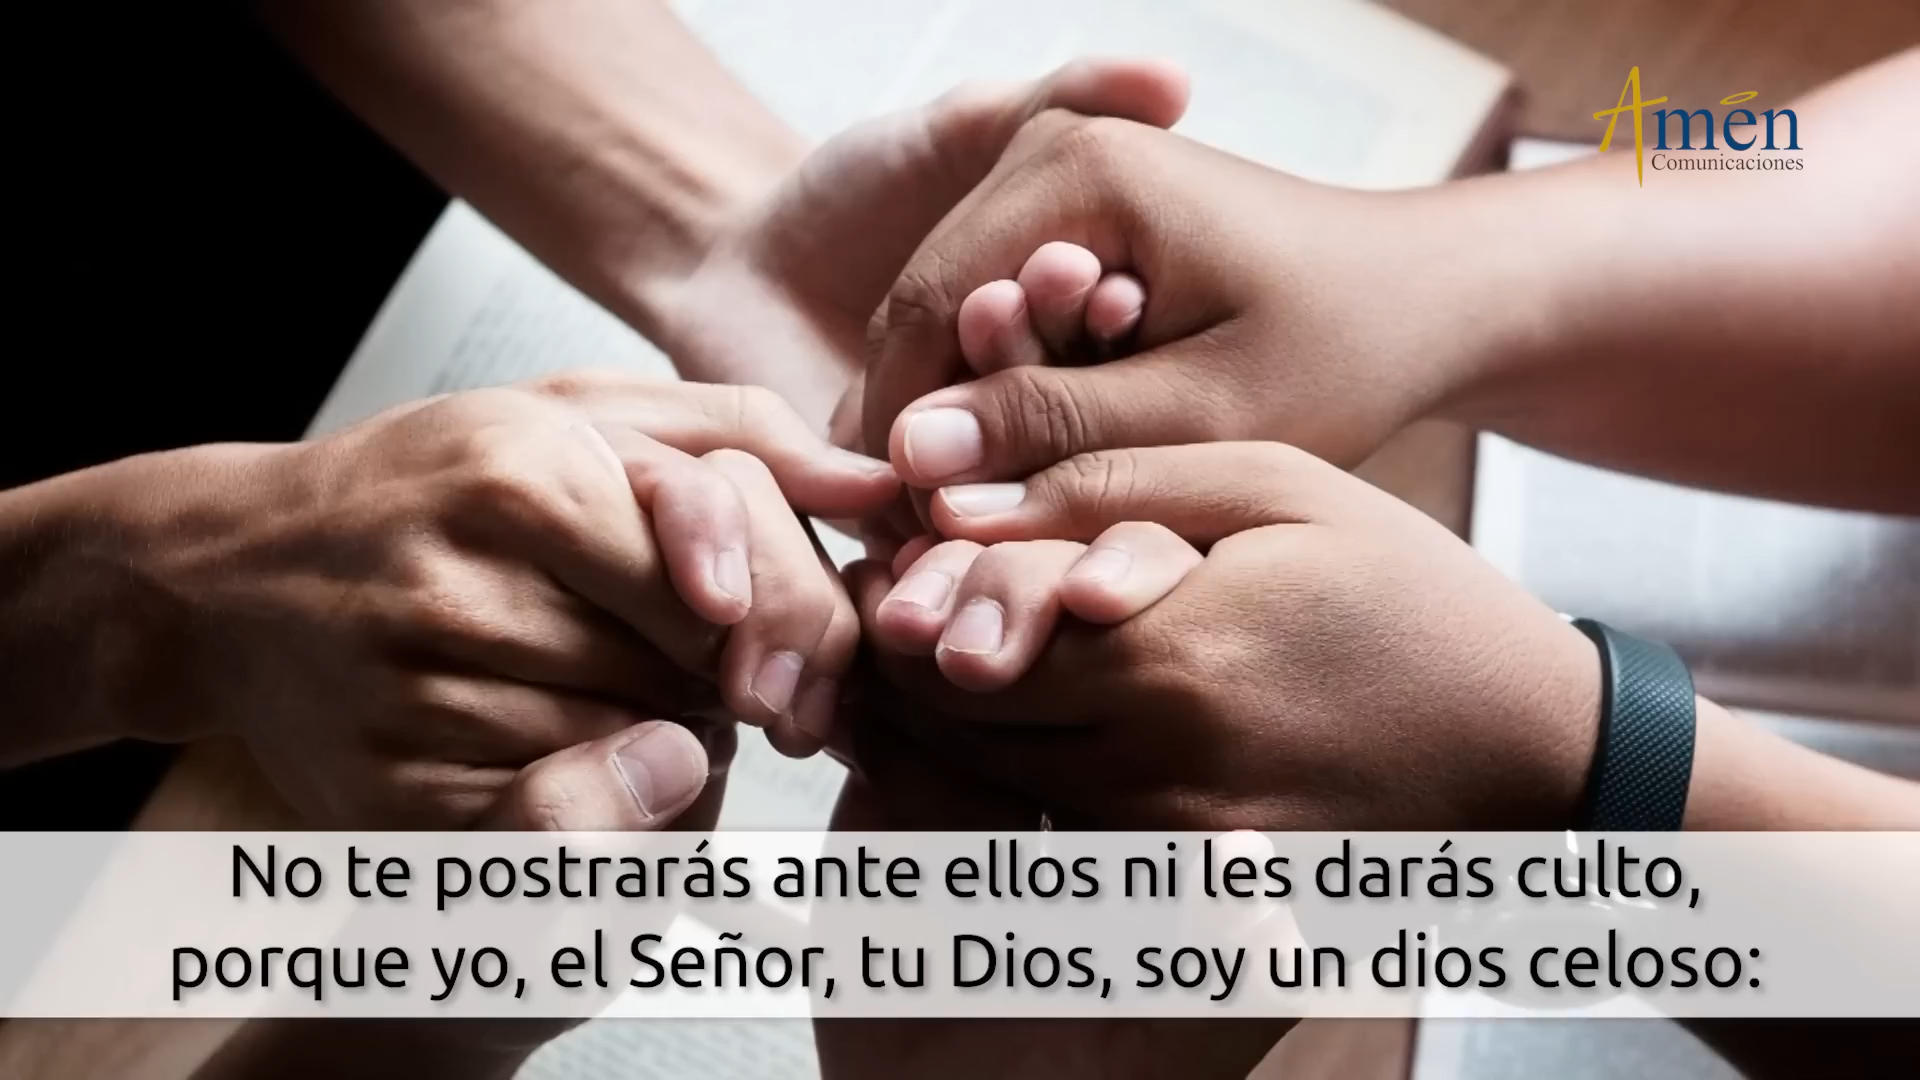 Amén
Comunicaciones
No te postrarás ante ellos ni les darás culto,
porque yo, el Señor, tu Dios, soy un dios celoso: